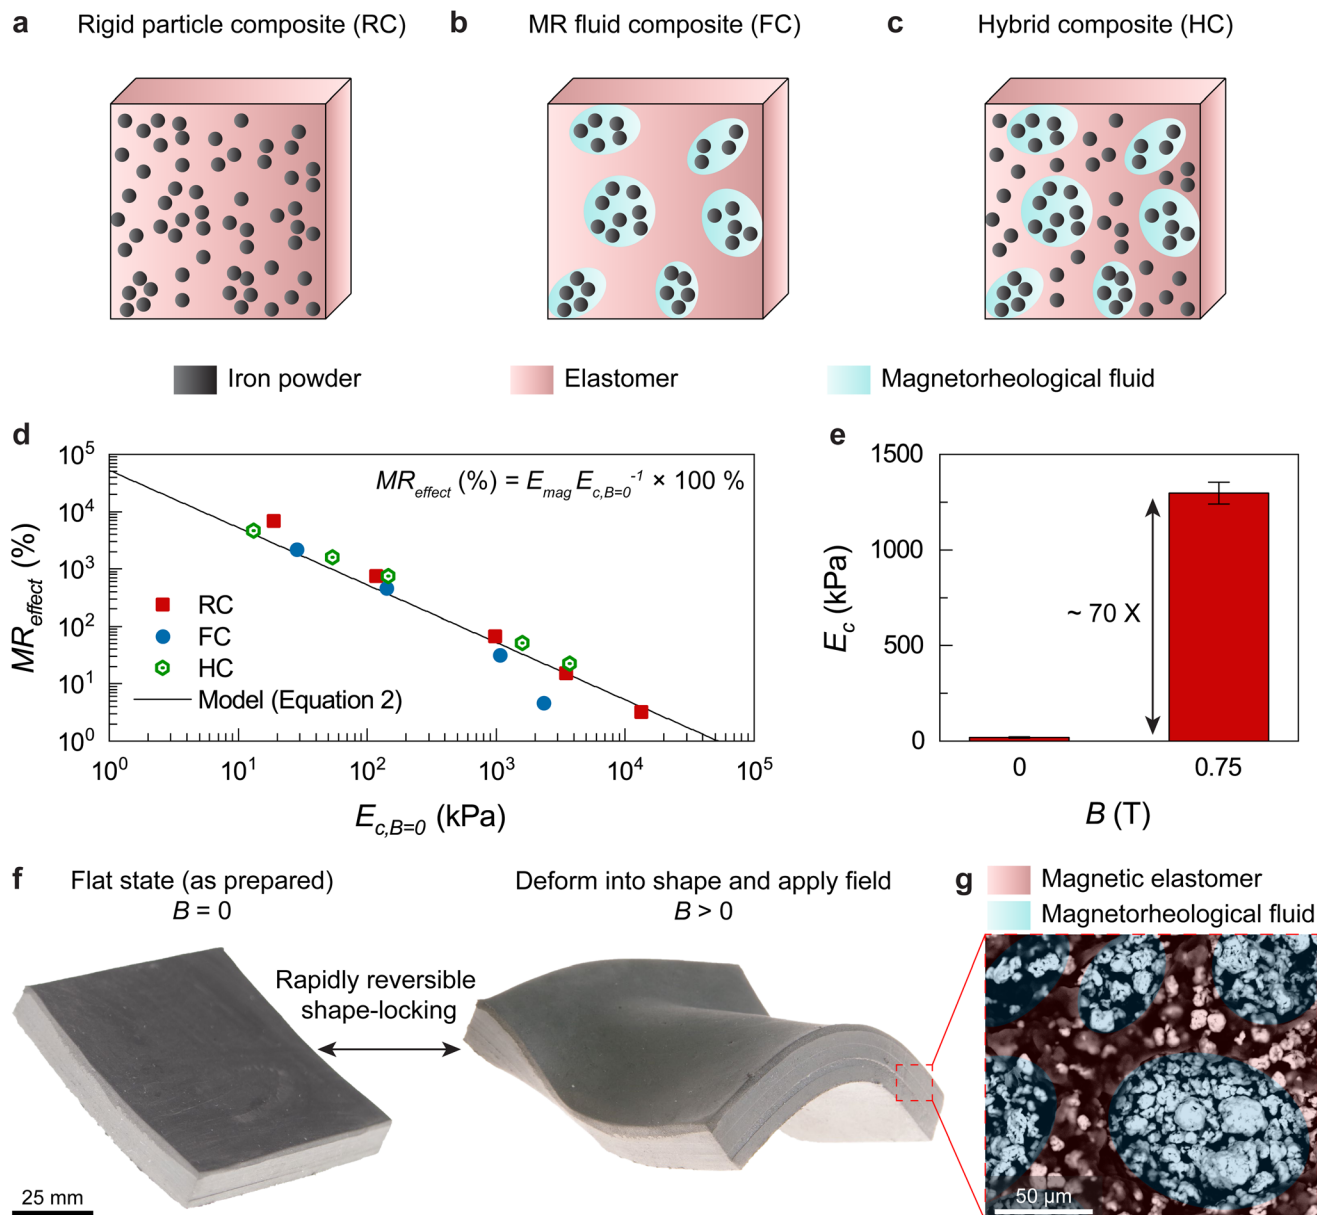 a Rigid particle composite (RC)
b MR fluid composite (FC)
c Hybrid composite (HC)
Iron powder
Elastomer
Magnetorheological fluid
d
MR_effect (%) = E_mag E_c,B=0^-1 × 100 %
10^5
10^4
10^3
10^2
10^1
10^0
MR_effect (%)
RC
FC
HC
Model (Equation 2)
10^0 10^1 10^2 10^3 10^4 10^5
E_c,B=0 (kPa)
e
1500
1000
500
0
E_c (kPa)
~ 70 X
0 0.75
B (T)
f
Flat state (as prepared)
B = 0
Deform into shape and apply field
B > 0
Rapidly reversible
shape-locking
25 mm
g
Magnetic elastomer
Magnetorheological fluid
50 µm